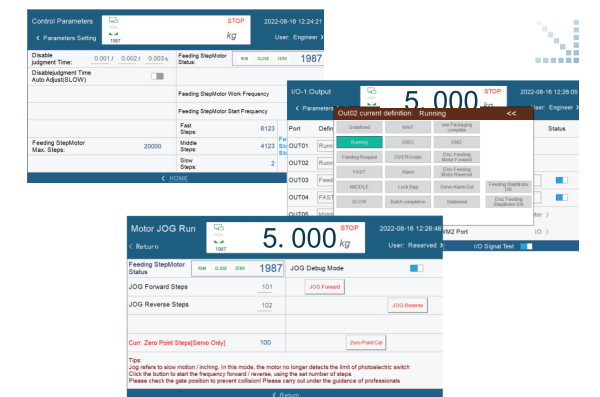 Control Parameters
STOP
2022-08-16 12:24:21
1987
kg
< Parameters Setting
User: Engineer >
Disable
judgment Time:
0.001 / 0.002 / 0.003 s
Feeding StepMotor
Status:
RUN CLOSE ZERO 1987
Disablejudgment Time
Auto Adjust(SLOW)
Feeding StepMotor Work Frequency
Feeding StepMotor Start Frequency
Fast
Steps:
6123
Feeding StepMotor
Max. Steps:
20000
Middle
Steps:
4123
Slow
Steps:
2
< HOME
I/O-1:Output
5.000
STOP
2022-08-16 12:26:05
User: Engineer >
Out02 current definition: Running
<<
Port
Status
Undefined
WAIT
one Packaging
complete
Running
DISC
END
Feeding Request
OVER/Under
Disc Feeding
Motor Forward
FAST
Alarm
Disc Feeding
Motor Reversal
MIDDLE
Lock Bag
Servo Alarm Out
Feeding StepMotor
DIR
SLOW
Batch completion
Stabilized
Disc Feeding
StepMotor DIR
OUT01
OUT02
OUT03
OUT04
FAST
OUT05
VM2 Port
I/O Signal Test
Motor JOG Run
5.000
STOP
kg
2022-08-16 12:26:46
1987
< Return
User: Reserved >
Feeding StepMotor
Status
RUN CLOSE ZERO 1987
JOG Debug Mode
JOG Forward Steps
101
JOG Forward
JOG Reverse Steps
102
JOG Reverse
Curr. Zero Point Steps[Servo Only]
100
Zero Point Cal
Tips:
Jog refers to slow motion / inching. In this mode, the motor no longer detects the limit of photoelectric switch
Click the button to start the frequency forward / reverse, using the set number of steps
Please check the gate position to prevent collision! Please carry out under the guidance of professionals
< Return